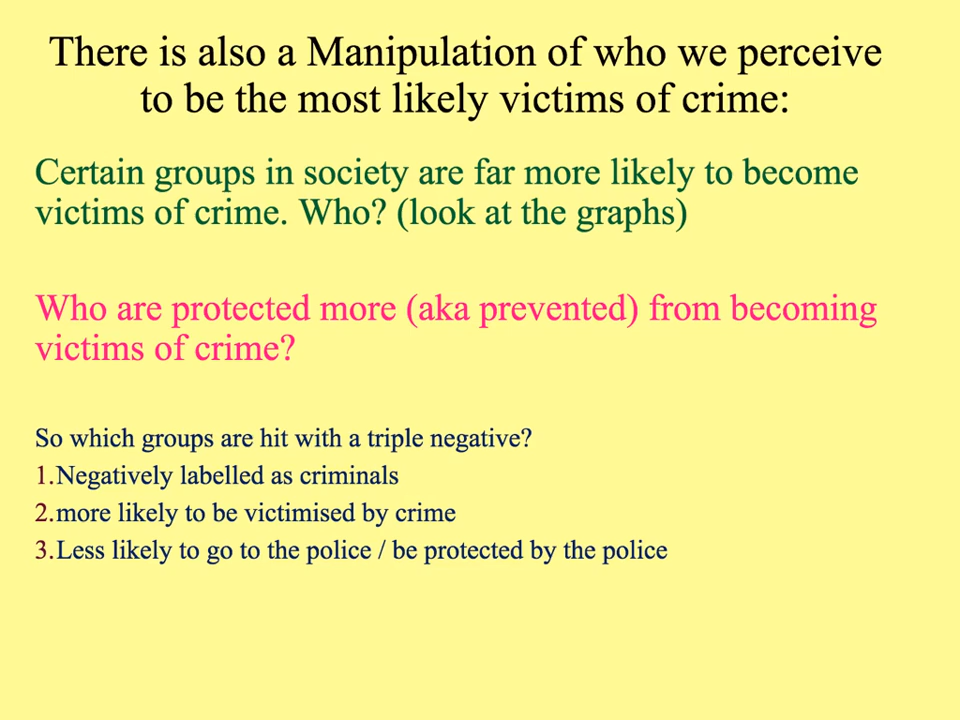 There is also a Manipulation of who we perceive
to be the most likely victims of crime:
Certain groups in society are far more likely to become
victims of crime. Who? (look at the graphs)
Who are protected more (aka prevented) from becoming
victims of crime?
So which groups are hit with a triple negative?
1.Negatively labelled as criminals
2.more likely to be victimised by crime
3.Less likely to go to the police / be protected by the police